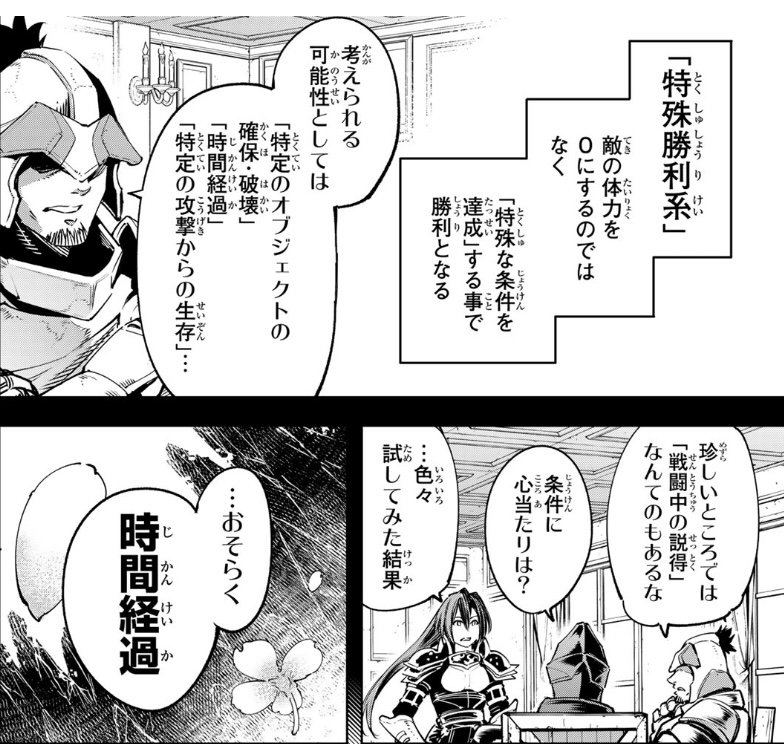 「特殊勝利系」
敵の体力を
0にするのでは
なく
「特殊な条件を
達成」する事で
勝利となる
考えられる
可能性としては
「特定のオブジェクトの
確保・破壊」
「時間経過」
「特定の攻撃からの生存」…
珍しいところでは
「戦闘中の説得」
なんてのもあるな
条件に
心当たりは?
…色々
試してみた結果
…おそらく
時間経過